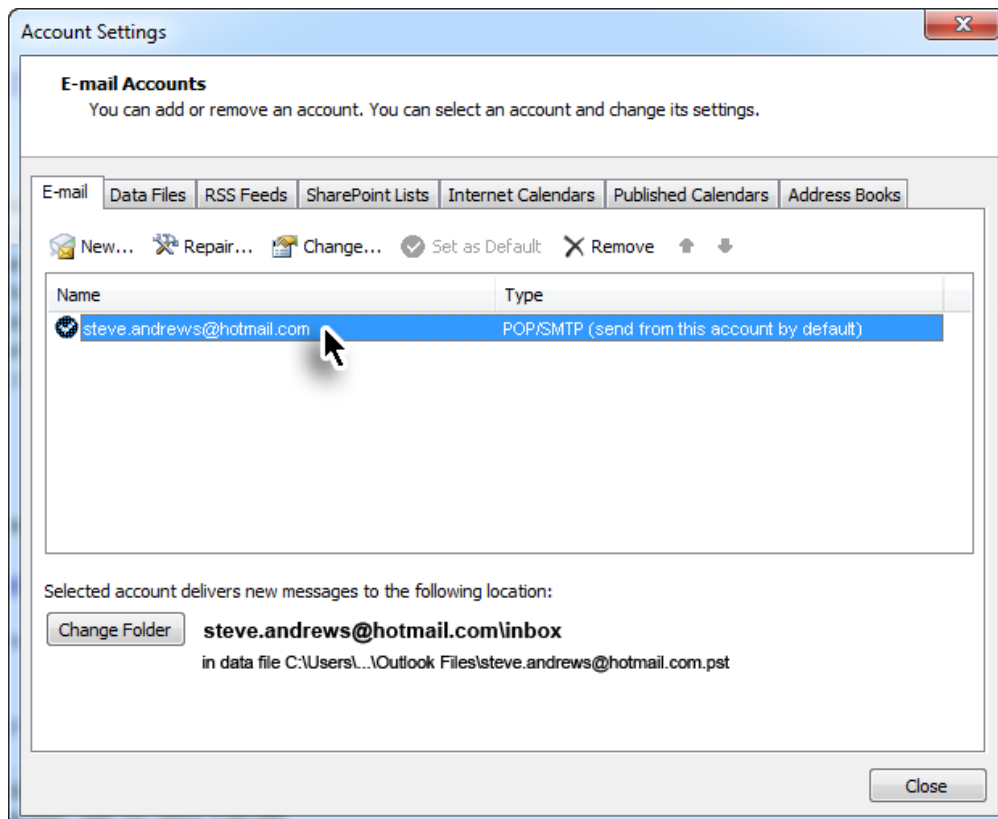 Account Settings
E-mail Accounts
You can add or remove an account. You can select an account and change its settings.
E-mail Data Files RSS Feeds SharePoint Lists Internet Calendars Published Calendars Address Books
New... Repair... Change... Set as Default Remove
Name Type
steve.andrews@hotmail.com POP/SMTP (send from this account by default)
Selected account delivers new messages to the following location:
Change Folder steve.andrews@hotmail.com\inbox
in data file C:\Users\...\Outlook Files\steve.andrews@hotmail.com.pst
Close